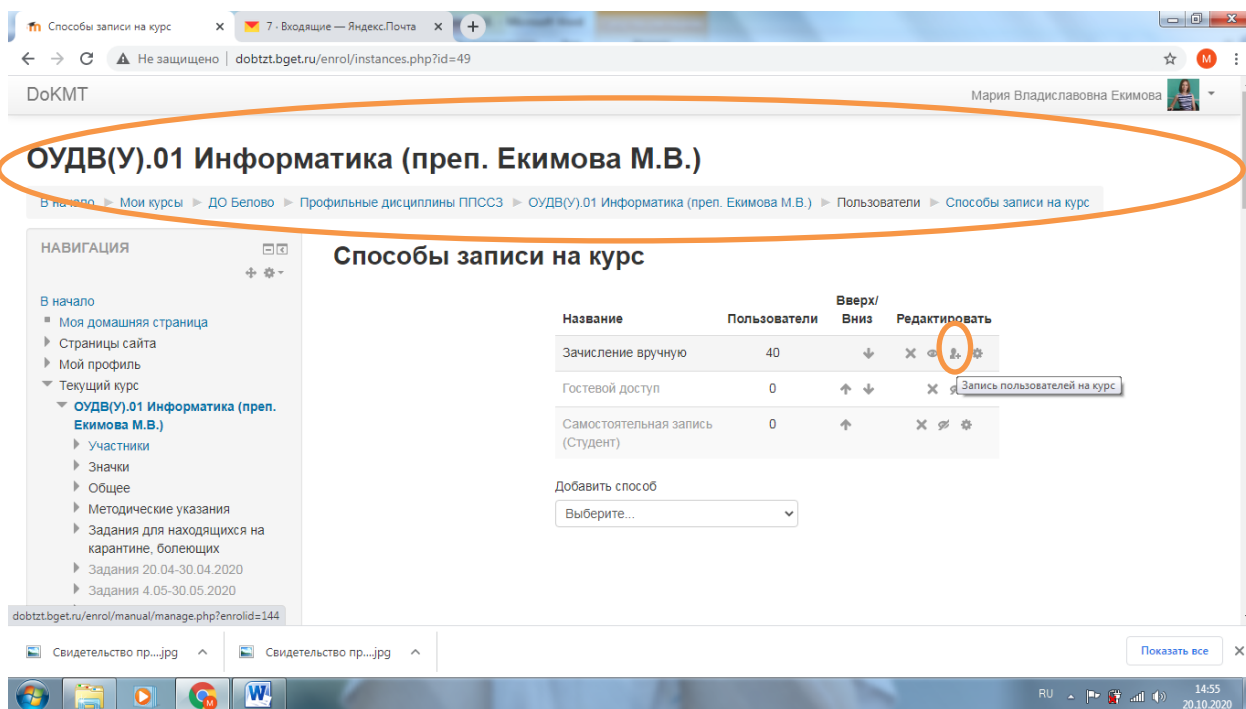 Способы записи на курс
7 · Входящие — Яндекс.Почта
Не защищено | dobtzt.bget.ru/enrol/instances.php?id=49
М
DoKMT
Мария Владиславовна Екимова
ОУДВ(У).01 Информатика (преп. Екимова М.В.)
В начало ► Мои курсы ► ДО Белово ► Профильные дисциплины ППССЗ ► ОУДВ(У).01 Информатика (преп. Екимова М.В.) ► Пользователи ► Способы записи на курс
НАВИГАЦИЯ
В начало
Моя домашняя страница
Страницы сайта
Мой профиль
Текущий курс
ОУДВ(У).01 Информатика (преп.
Екимова М.В.)
Участники
Значки
Общее
Методические указания
Задания для находящихся на
карантине, болеющих
Задания 20.04-30.04.2020
Задания 4.05-30.05.2020
Способы записи на курс
Вверх/
Название Пользователи Вниз Редактировать
Зачисление вручную 40
Гостевой доступ 0
Запись пользователей на курс
Самостоятельная запись 0
(Студент)
Добавить способ
Выберите...
dobtzt.bget.ru/enrol/manual/manage.php?enrolid=144
Свидетельство пр....jpg
Свидетельство пр....jpg
Показать все
RU
14:55
20.10.2020